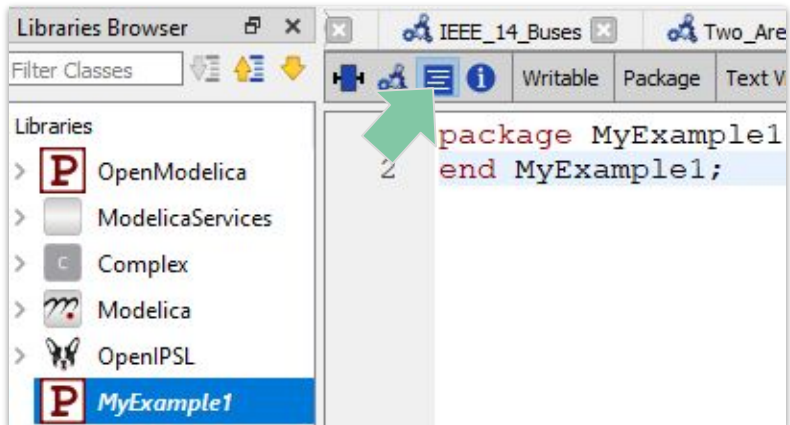 Libraries Browser
IEEE_14_Buses
Two_Are
Filter Classes
Writable
Package
Text V
Libraries
OpenModelica
ModelicaServices
C
Complex
Modelica
OpenIPSL
P MyExample1
package MyExample1
2
end MyExample1;